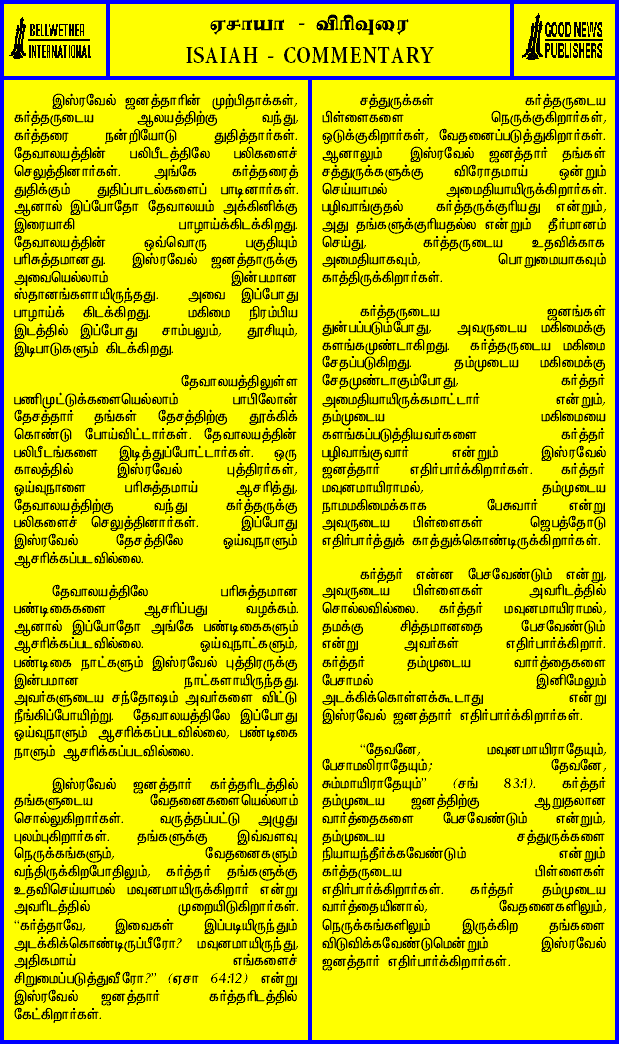 BELLWETHER
INTERNATIONAL
ஏசாயா - விரிவுரை
ISAIAH - COMMENTARY
GOOD NEWS
PUBLISHERS
இஸ்ரவேல் ஜனத்தாரின் முற்பிதாக்கள்,
கர்த்தருடைய ஆலயத்திற்கு வந்து,
கர்த்தரை நன்றியோடு துதித்தார்கள்.
தேவாலயத்தின் பலிபீடத்திலே பலிகளைச்
செலுத்தினார்கள். அங்கே கர்த்தரைத்
துதிக்கும் துதிப்பாடல்களைப் பாடினார்கள்.
ஆனால் இப்போதோ தேவாலயம் அக்கினிக்கு
இரையாகி பாழாய்க்கிடக்கிறது.
தேவாலயத்தின் ஒவ்வொரு பகுதியும்
பரிசுத்தமானது. இஸ்ரவேல் ஜனத்தாருக்கு
அவையெல்லாம் இன்பமான
ஸ்தானங்களாயிருந்தது. அவை இப்போது
பாழாய்க் கிடக்கிறது. மகிமை நிரம்பிய
இடத்தில் இப்போது சாம்பலும், தூசியும்,
இடிபாடுகளும் கிடக்கிறது.
தேவாலயத்திலுள்ள
பணிமுட்டுக்களையெல்லாம் பாபிலோன்
தேசத்தார் தங்கள் தேசத்திற்கு தூக்கிக்
கொண்டு போய்விட்டார்கள். தேவாலயத்தின்
பலிபீடங்களை இடித்துப்போட்டார்கள். ஒரு
காலத்தில் இஸ்ரவேல் புத்திரர்கள்,
ஓய்வுநாளை பரிசுத்தமாய் ஆசரித்து,
தேவாலயத்திற்கு வந்து கர்த்தருக்கு
பலிகளைச் செலுத்தினார்கள். இப்போது
இஸ்ரவேல் தேசத்திலே ஓய்வுநாளும்
ஆசரிக்கப்படவில்லை.
தேவாலயத்திலே பரிசுத்தமான
பண்டிகைகளை ஆசரிப்பது வழக்கம்.
ஆனால் இப்போதோ அங்கே பண்டிகைகளும்
ஆசரிக்கப்படவில்லை. ஓய்வுநாட்களும்,
பண்டிகை நாட்களும் இஸ்ரவேல் புத்திரருக்கு
இன்பமான நாட்களாயிருந்தது.
அவர்களுடைய சந்தோஷம் அவர்களை விட்டு
நீங்கிப்போயிற்று. தேவாலயத்திலே இப்போது
ஓய்வுநாளும் ஆசரிக்கப்படவில்லை, பண்டிகை
நாளும் ஆசரிக்கப்படவில்லை.
இஸ்ரவேல் ஜனத்தார் கர்த்தரிடத்தில்
தங்களுடைய வேதனைகளையெல்லாம்
சொல்லுகிறார்கள். வருத்தப்பட்டு அழுது
புலம்புகிறார்கள். தங்களுக்கு இவ்வளவு
நெருக்கங்களும், வேதனைகளும்
வந்திருக்கிறபோதிலும், கர்த்தர் தங்களுக்கு
உதவிசெய்யாமல் மவுனமாயிருக்கிறார் என்று
அவரிடத்தில் முறையிடுகிறார்கள்.
“கர்த்தாவே, இவைகள் இப்படியிருந்தும்
அடக்கிக்கொண்டிருப்பீரோ? மவுனமாயிருந்து,
அதிகமாய் எங்களைச்
சிறுமைப்படுத்துவீரோ?” (ஏசா 64:12) என்று
இஸ்ரவேல் ஜனத்தார் கர்த்தரிடத்தில்
கேட்கிறார்கள்.
சத்துருக்கள் கர்த்தருடைய
பிள்ளைகளை நெருக்குகிறார்கள்,
ஒடுக்குகிறார்கள், வேதனைப்படுத்துகிறார்கள்.
ஆனாலும் இஸ்ரவேல் ஜனத்தார் தங்கள்
சத்துருக்களுக்கு விரோதமாய் ஒன்றும்
செய்யாமல் அமைதியாயிருக்கிறார்கள்.
பழிவாங்குதல் கர்த்தருக்குரியது என்றும்,
அது தங்களுக்குரியதல்ல என்றும் தீர்மானம்
செய்து, கர்த்தருடைய உதவிக்காக
அமைதியாகவும், பொறுமையாகவும்
காத்திருக்கிறார்கள்.
கர்த்தருடைய ஜனங்கள்
துன்பப்படும்போது, அவருடைய மகிமைக்கு
களங்கமுண்டாகிறது. கர்த்தருடைய மகிமை
சேதப்படுகிறது. தம்முடைய மகிமைக்கு
சேதமுண்டாகும்போது, கர்த்தர்
அமைதியாயிருக்கமாட்டார் என்றும்,
தம்முடைய மகிமையை
களங்கப்படுத்தியவர்களை கர்த்தர்
பழிவாங்குவார் என்றும் இஸ்ரவேல்
ஜனத்தார் எதிர்பார்க்கிறார்கள். கர்த்தர்
மவுனமாயிராமல், தம்முடைய
நாமமகிமைக்காக பேசுவார் என்று
அவருடைய பிள்ளைகள் ஜெபத்தோடு
எதிர்பார்த்துக் காத்துக்கொண்டிருக்கிறார்கள்.
கர்த்தர் என்ன பேசவேண்டும் என்று,
அவருடைய பிள்ளைகள் அவரிடத்தில்
சொல்லவில்லை. கர்த்தர் மவுனமாயிராமல்,
தமக்கு சித்தமானதை பேசவேண்டும்
என்று அவர்கள் எதிர்பார்க்கிறார்.
கர்த்தர் தம்முடைய வார்த்தைகளை
பேசாமல் இனிமேலும்
அடக்கிக்கொள்ளக்கூடாது என்று
இஸ்ரவேல் ஜனத்தார் எதிர்பார்க்கிறார்கள்.
“தேவனே, மவுனமாயிராதேயும்,
பேசாமலிராதேயும்; தேவனே,
சும்மாயிராதேயும்” (சங் 83:1). கர்த்தர்
தம்முடைய ஜனத்திற்கு ஆறுதலான
வார்த்தைகளை பேசவேண்டும் என்றும்,
தம்முடைய சத்துருக்களை
நியாயந்தீர்க்கவேண்டும் என்றும்
கர்த்தருடைய பிள்ளைகள்
எதிர்பார்க்கிறார்கள். கர்த்தர் தம்முடைய
வார்த்தையினால், வேதனைகளிலும்,
நெருக்கங்களிலும் இருக்கிற தங்களை
விடுவிக்கவேண்டுமென்றும் இஸ்ரவேல்
ஜனத்தார் எதிர்பார்க்கிறார்கள்.